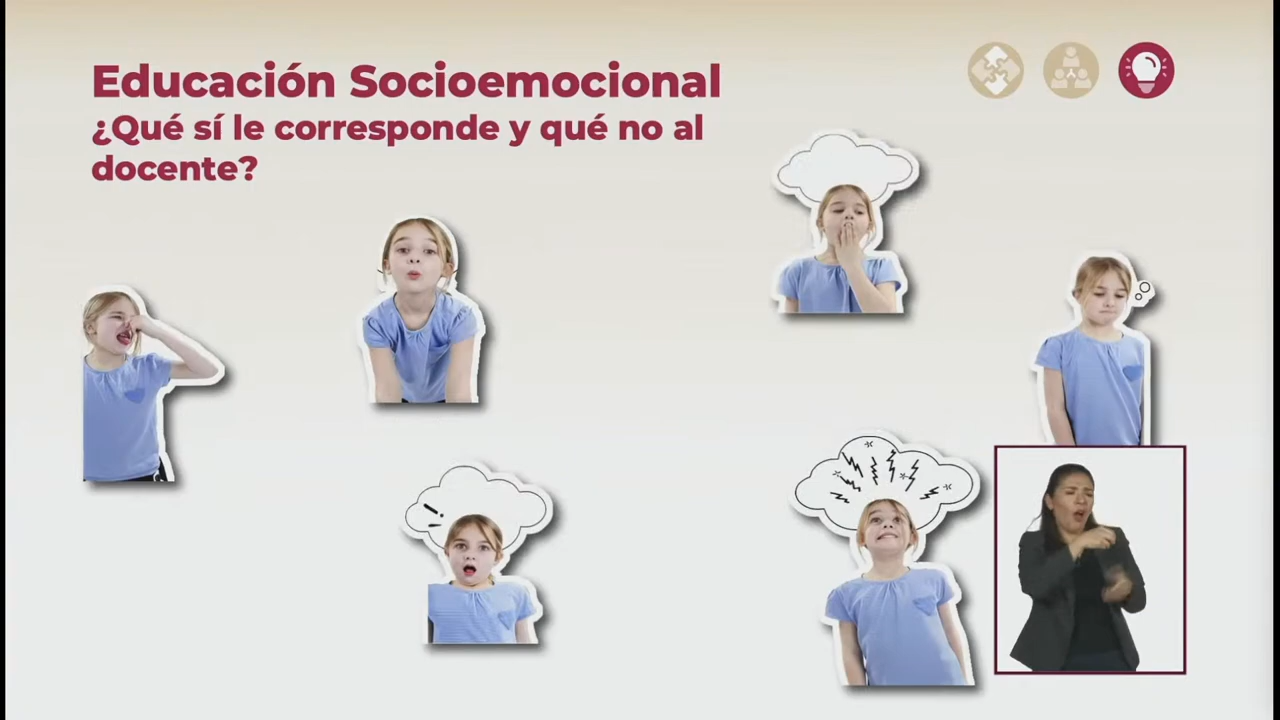 Educación Socioemocional
¿Qué sí le corresponde y qué no al
docente?